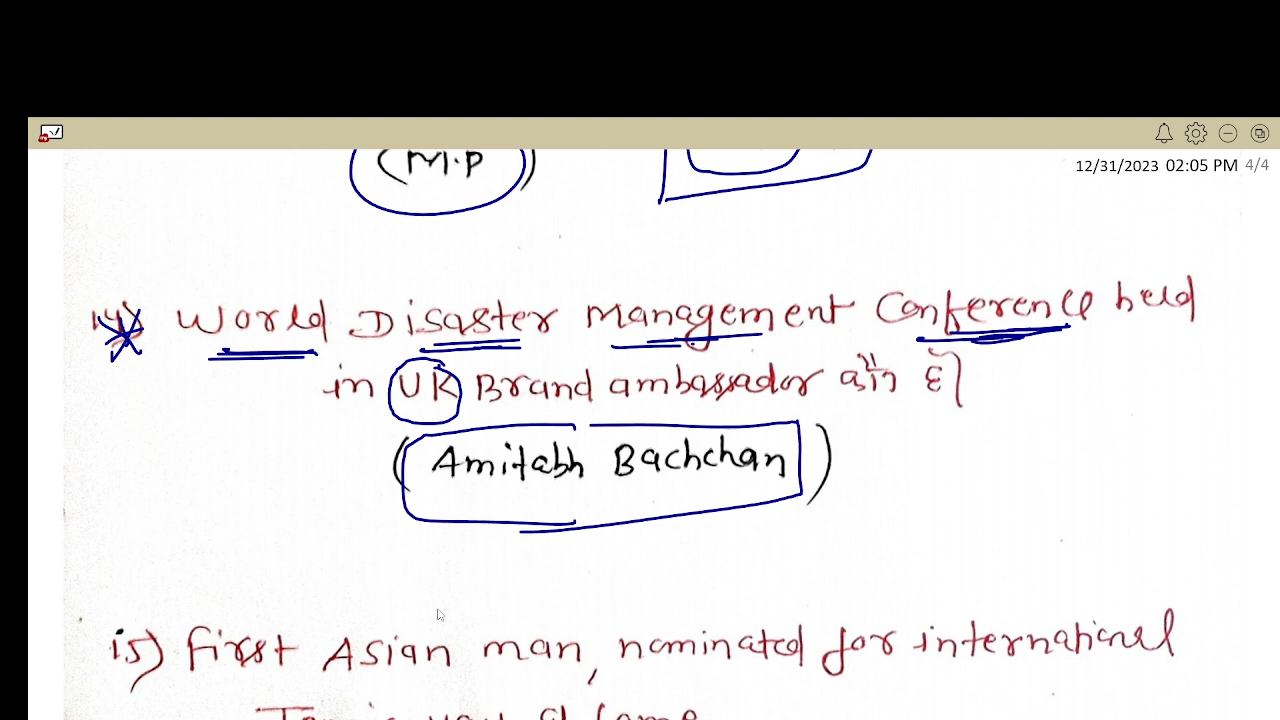 (M.P)
12/31/2023 02:05 PM 4/4
14) World Disaster Management Conference held
in UK Brand ambassador कौन है।
(Amitabh Bachchan)
15) First Asian man, nominated for international